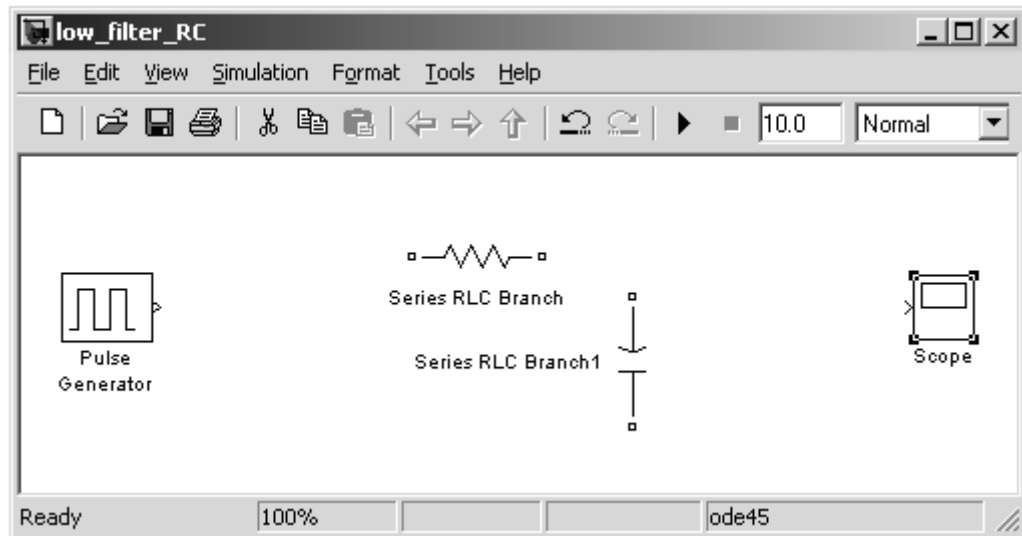 low_filter_RC
File Edit View Simulation Format Tools Help
10.0 Normal
Series RLC Branch
Series RLC Branch1
Pulse
Generator
Scope
Ready 100% ode45